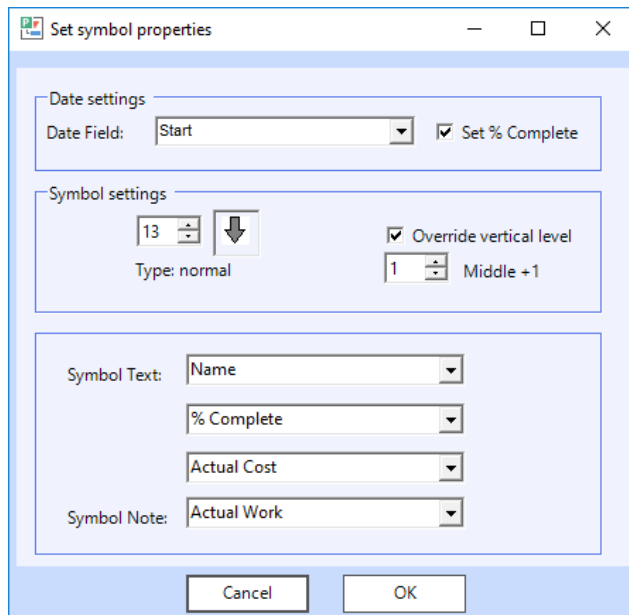 Set symbol properties
Date settings
Date Field: Start Set % Complete
Symbol settings
13 Override vertical level
Type: normal 1 Middle +1
Symbol Text: Name
% Complete
Actual Cost
Symbol Note: Actual Work
Cancel OK